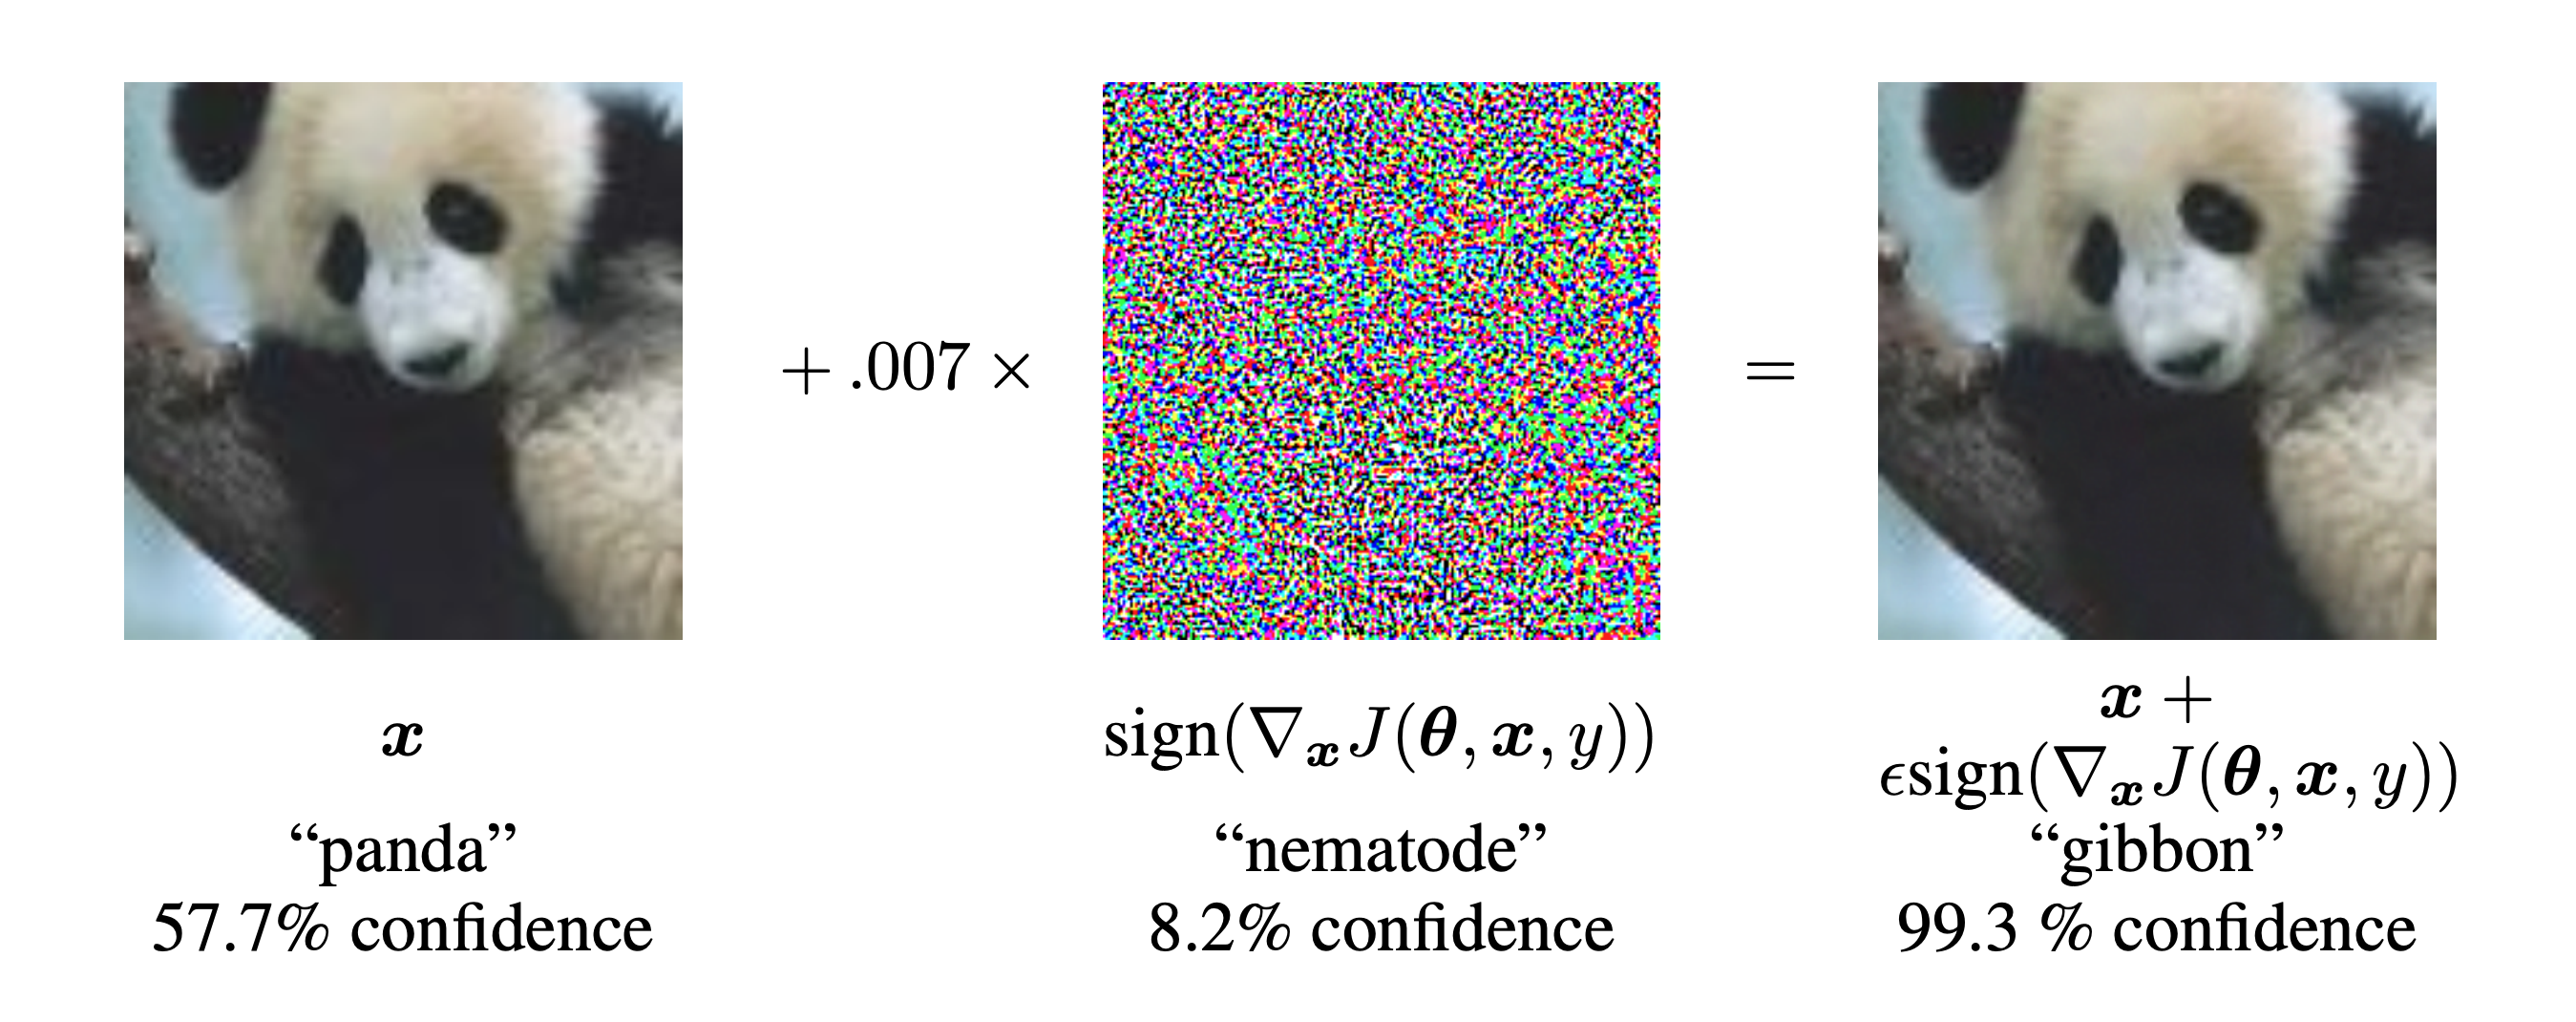 + .007 ×
=
x
sign(∇ₓJ(θ, x, y))
x +
ϵsign(∇ₓJ(θ, x, y))
“panda”
“nematode”
“gibbon”
57.7% confidence
8.2% confidence
99.3 % confidence